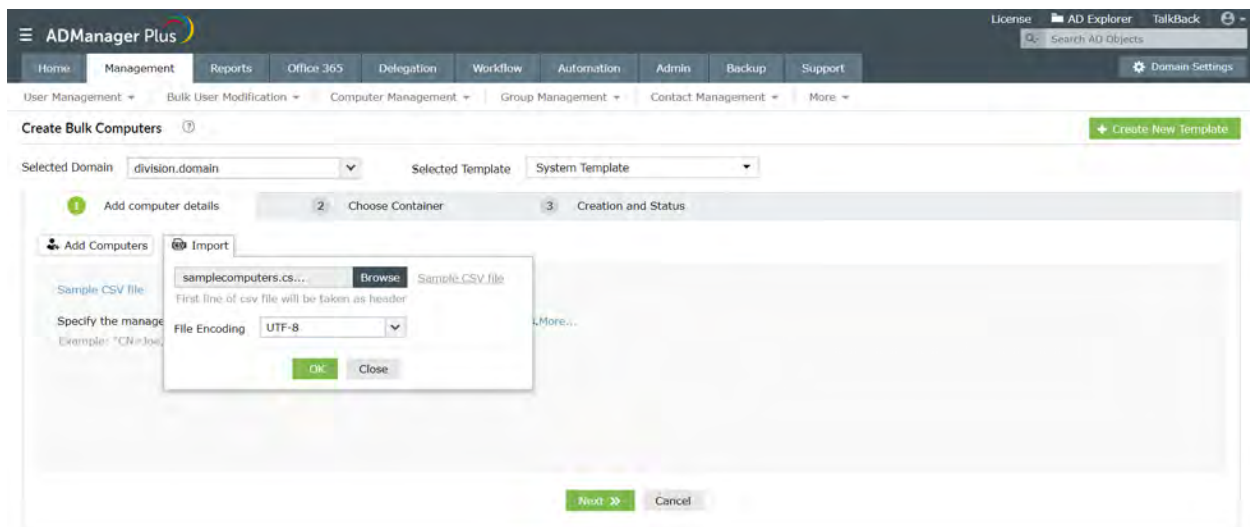 License AD Explorer TalkBack
ADManager Plus
Search AD Objects
Home Management Reports Office 365 Delegation Workflow Automation Admin Backup Support Domain Settings
User Management Bulk User Modification Computer Management Group Management Contact Management More
Create Bulk Computers ?
+ Create New Template
Selected Domain division.domain Selected Template System Template
1 Add computer details 2 Choose Container 3 Creation and Status
Add Computers Import
samplecomputers.cs... Browse Sample CSV file
Sample CSV file
First line of csv file will be taken as header
Specify the manage
.More...
File Encoding UTF-8
Example: "CN=Joe,
OK Close
Next Cancel